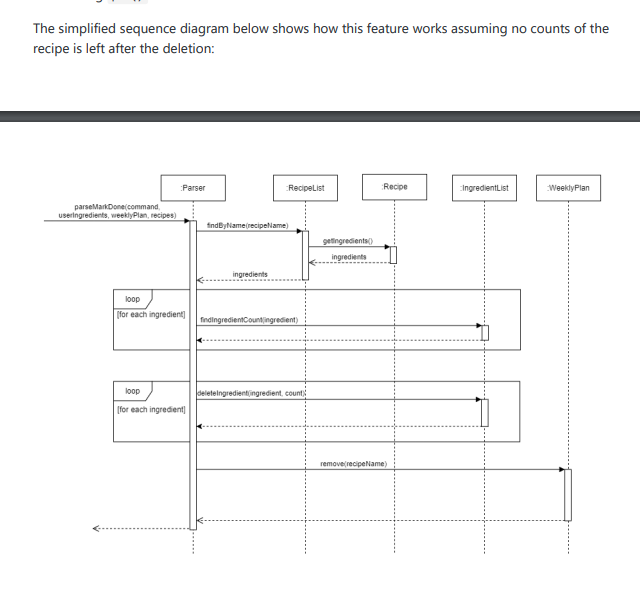 The simplified sequence diagram below shows how this feature works assuming no counts of the
recipe is left after the deletion:
:Parser
:RecipeList
:Recipe
:IngredientList
:WeeklyPlan
parseMarkDone(command,
userIngredients, weeklyPlan, recipes)
findByName(recipeName)
getIngredients()
ingredients
ingredients
loop
[for each ingredient]
findIngredientCount(ingredient)
loop
[for each ingredient]
deleteIngredient(ingredient, count)
remove(recipeName)